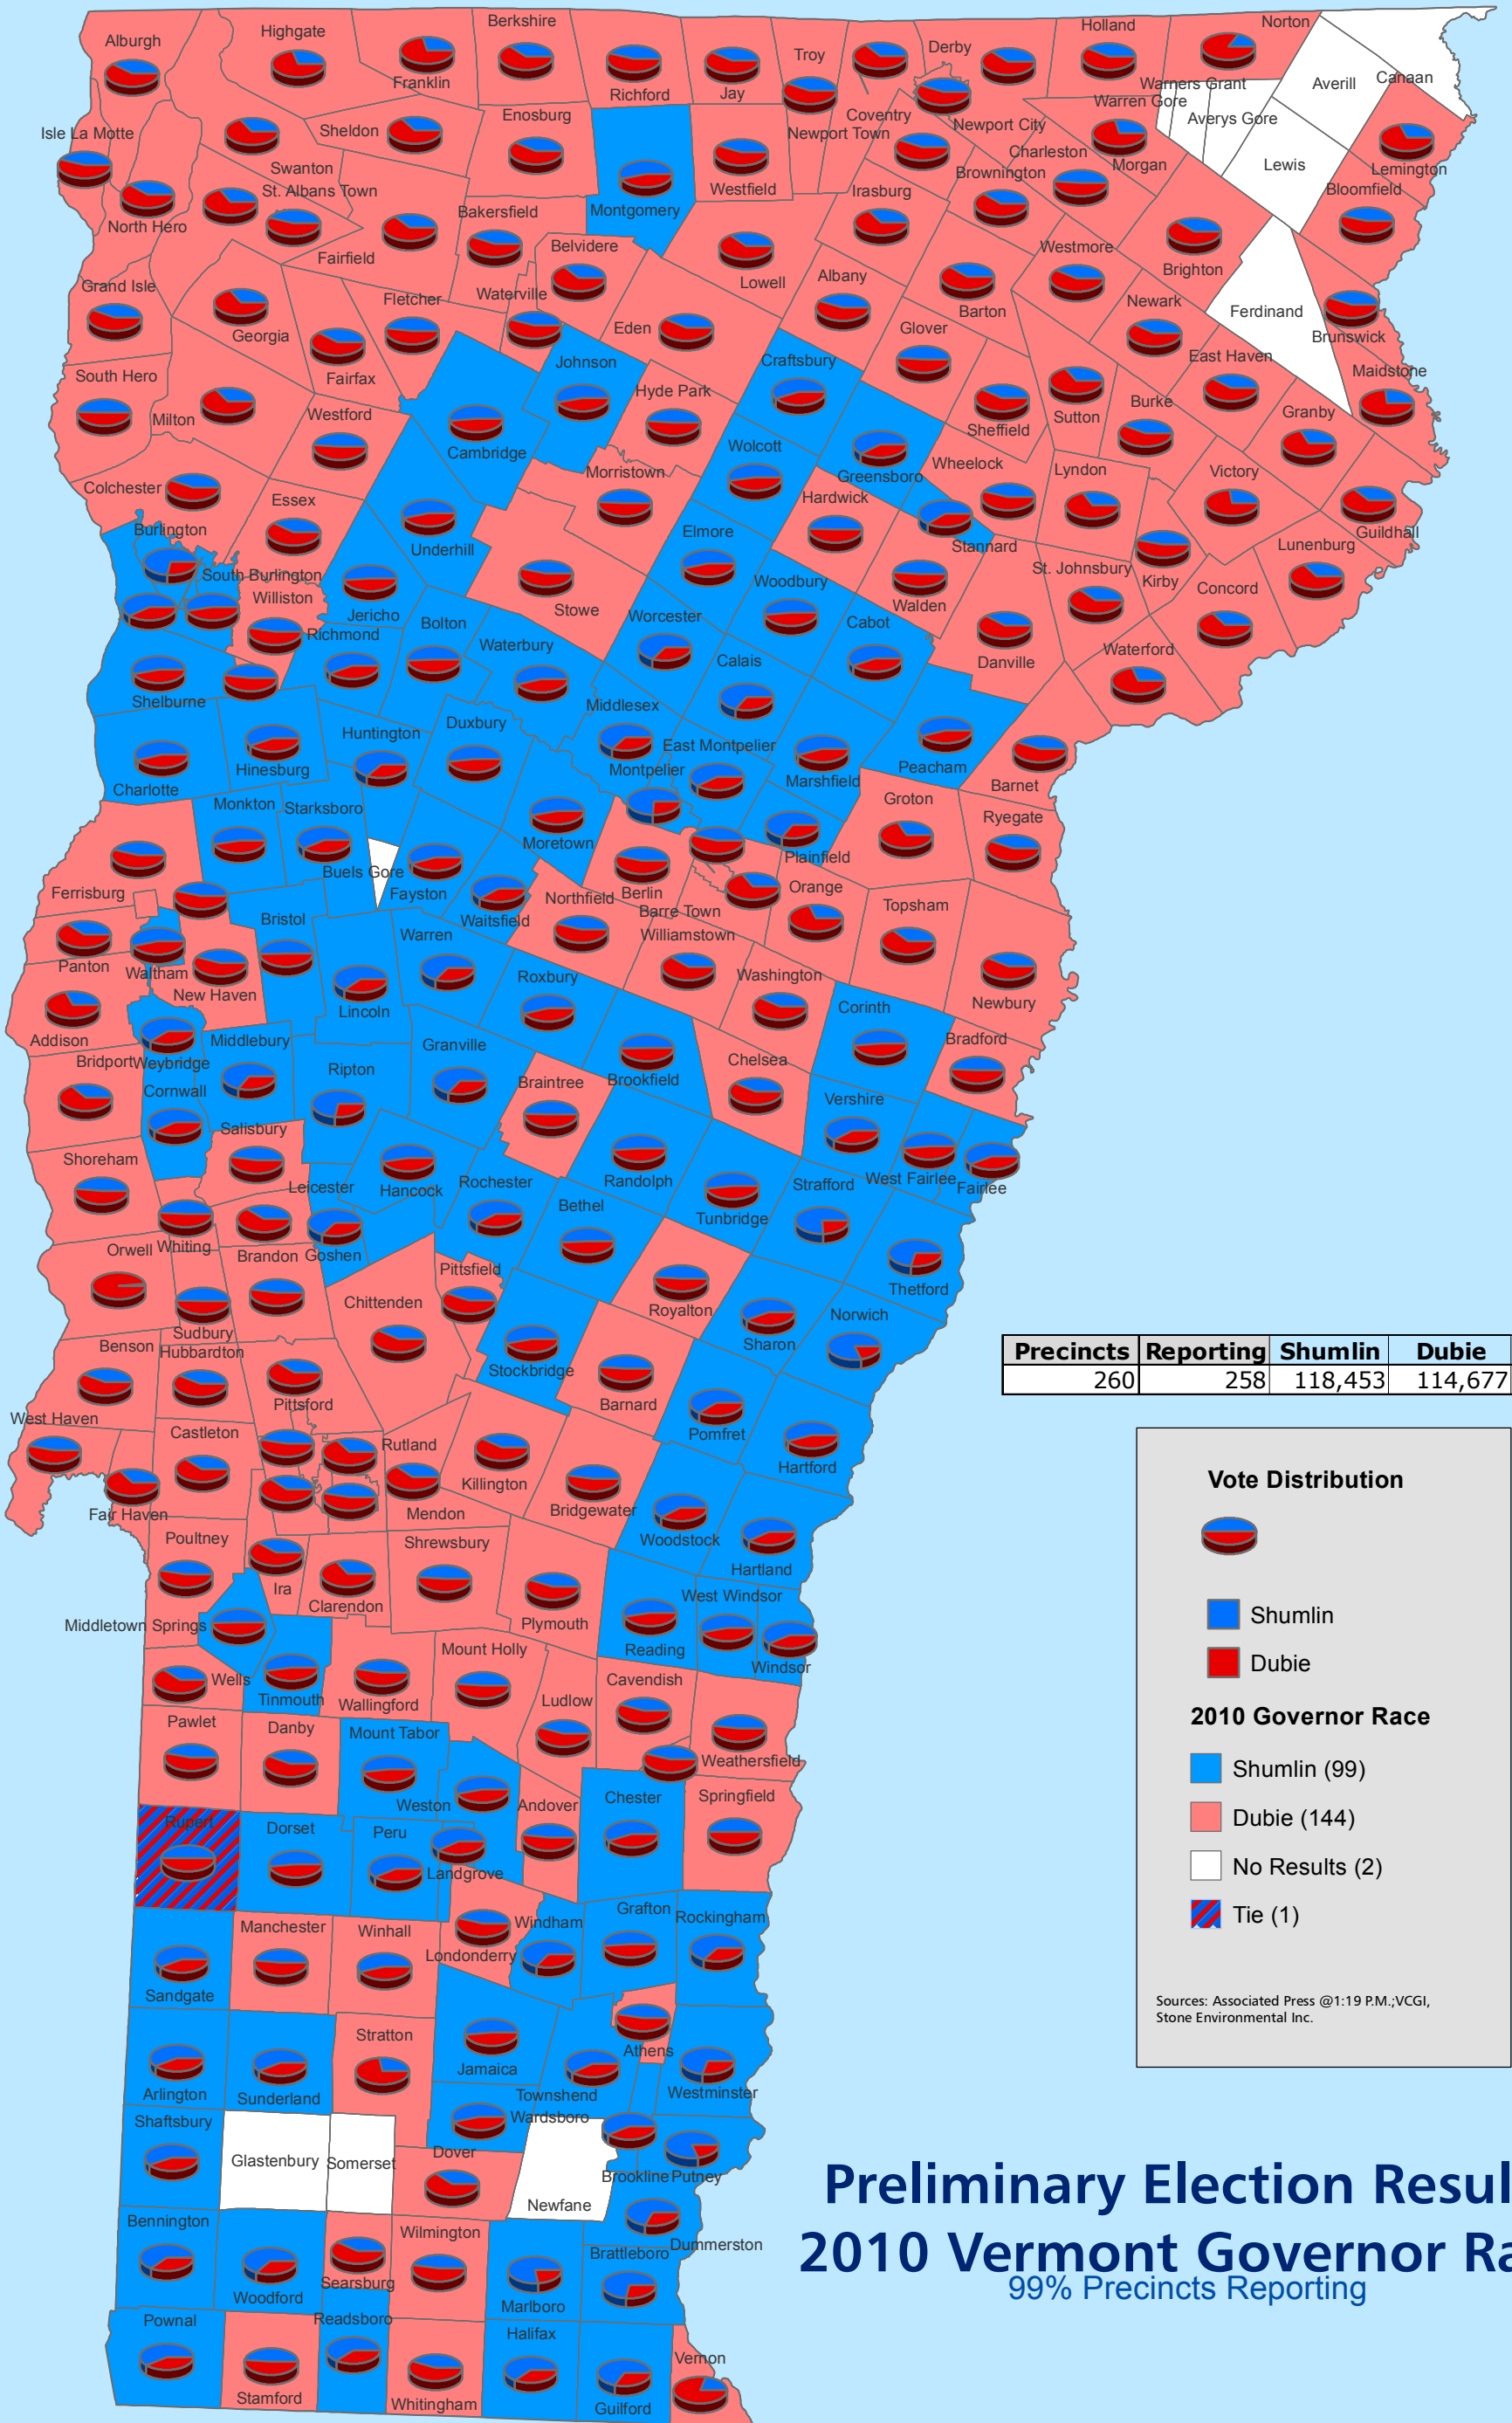 Alburgh
Highgate
Franklin
Berkshire
Richford
Jay
Troy
Derby
Holland
Norton
Canaan
Averill
Warners Grant
Warren Gore
Averys Gore
Lewis
Lemington
Bloomfield
Isle La Motte
Swanton
Sheldon
Enosburg
Montgomery
Westfield
Newport Town
Coventry
Newport City
Charleston
Morgan
Brownington
Irasburg
St. Albans Town
North Hero
Fairfield
Bakersfield
Belvidere
Lowell
Albany
Barton
Westmore
Brighton
Ferdinand
Brunswick
Maidstone
Grand Isle
Georgia
Fletcher
Waterville
Eden
Glover
Newark
East Haven
Granby
South Hero
Fairfax
Johnson
Hyde Park
Craftsbury
Sheffield
Sutton
Burke
Milton
Westford
Cambridge
Morristown
Wolcott
Greensboro
Wheelock
Lyndon
Victory
Guildhall
Colchester
Essex
Underhill
Elmore
Hardwick
Stannard
St. Johnsbury
Kirby
Concord
Lunenburg
Burlington
South Burlington
Williston
Jericho
Richmond
Bolton
Stowe
Worcester
Woodbury
Walden
Cabot
Danville
Waterford
Shelburne
Waterbury
Calais
Middlesex
Duxbury
Huntington
Hinesburg
Charlotte
East Montpelier
Montpelier
Marshfield
Peacham
Barnet
Groton
Ryegate
Monkton
Starksboro
Buels Gore
Fayston
Moretown
Plainfield
Ferrisburg
Waitsfield
Northfield
Berlin
Barre Town
Orange
Topsham
Williamstown
Washington
Newbury
Bristol
Warren
Panton
Waltham
New Haven
Lincoln
Roxbury
Corinth
Bradford
Addison
Bridport
Weybridge
Middlebury
Granville
Ripton
Cornwall
Braintree
Brookfield
Chelsea
Vershire
Salisbury
Shoreham
Leicester
Hancock
Rochester
Randolph
Bethel
Tunbridge
Strafford
West Fairlee
Fairlee
Orwell
Whiting
Brandon
Goshen
Pittsfield
Chittenden
Royalton
Thetford
Norwich
Sharon
Sudbury
Hubbardton
Benson
Stockbridge
Barnard
Pittsford
West Haven
Castleton
Rutland
Killington
Pomfret
Hartford
Bridgewater
Mendon
Fair Haven
Woodstock
Hartland
Poultney
Shrewsbury
Ira
Clarendon
Plymouth
West Windsor
Middletown Springs
Reading
Windsor
Wells
Tinmouth
Wallingford
Mount Holly
Ludlow
Cavendish
Pawlet
Danby
Mount Tabor
Weathersfield
Weston
Andover
Chester
Springfield
Rupert
Dorset
Peru
Landgrove
Manchester
Winhall
Londonderry
Windham
Grafton
Rockingham
Sandgate
Stratton
Jamaica
Athens
Arlington
Sunderland
Townshend
Westminster
Shaftsbury
Wardsboro
Glastenbury
Somerset
Dover
Newfane
Brookline
Putney
Bennington
Woodford
Searsburg
Wilmington
Dummerston
Brattleboro
Marlboro
Pownal
Readsboro
Halifax
Stamford
Whitingham
Guilford
Vernon
Precincts Reporting Shumlin Dubie
260 258 118,453 114,677
Vote Distribution
Shumlin
Dubie
2010 Governor Race
Shumlin (99)
Dubie (144)
No Results (2)
Tie (1)
Sources: Associated Press @1:19 P.M.;VCGI,
Stone Environmental Inc.
Preliminary Election Resul
2010 Vermont Governor Ra
99% Precincts Reporting